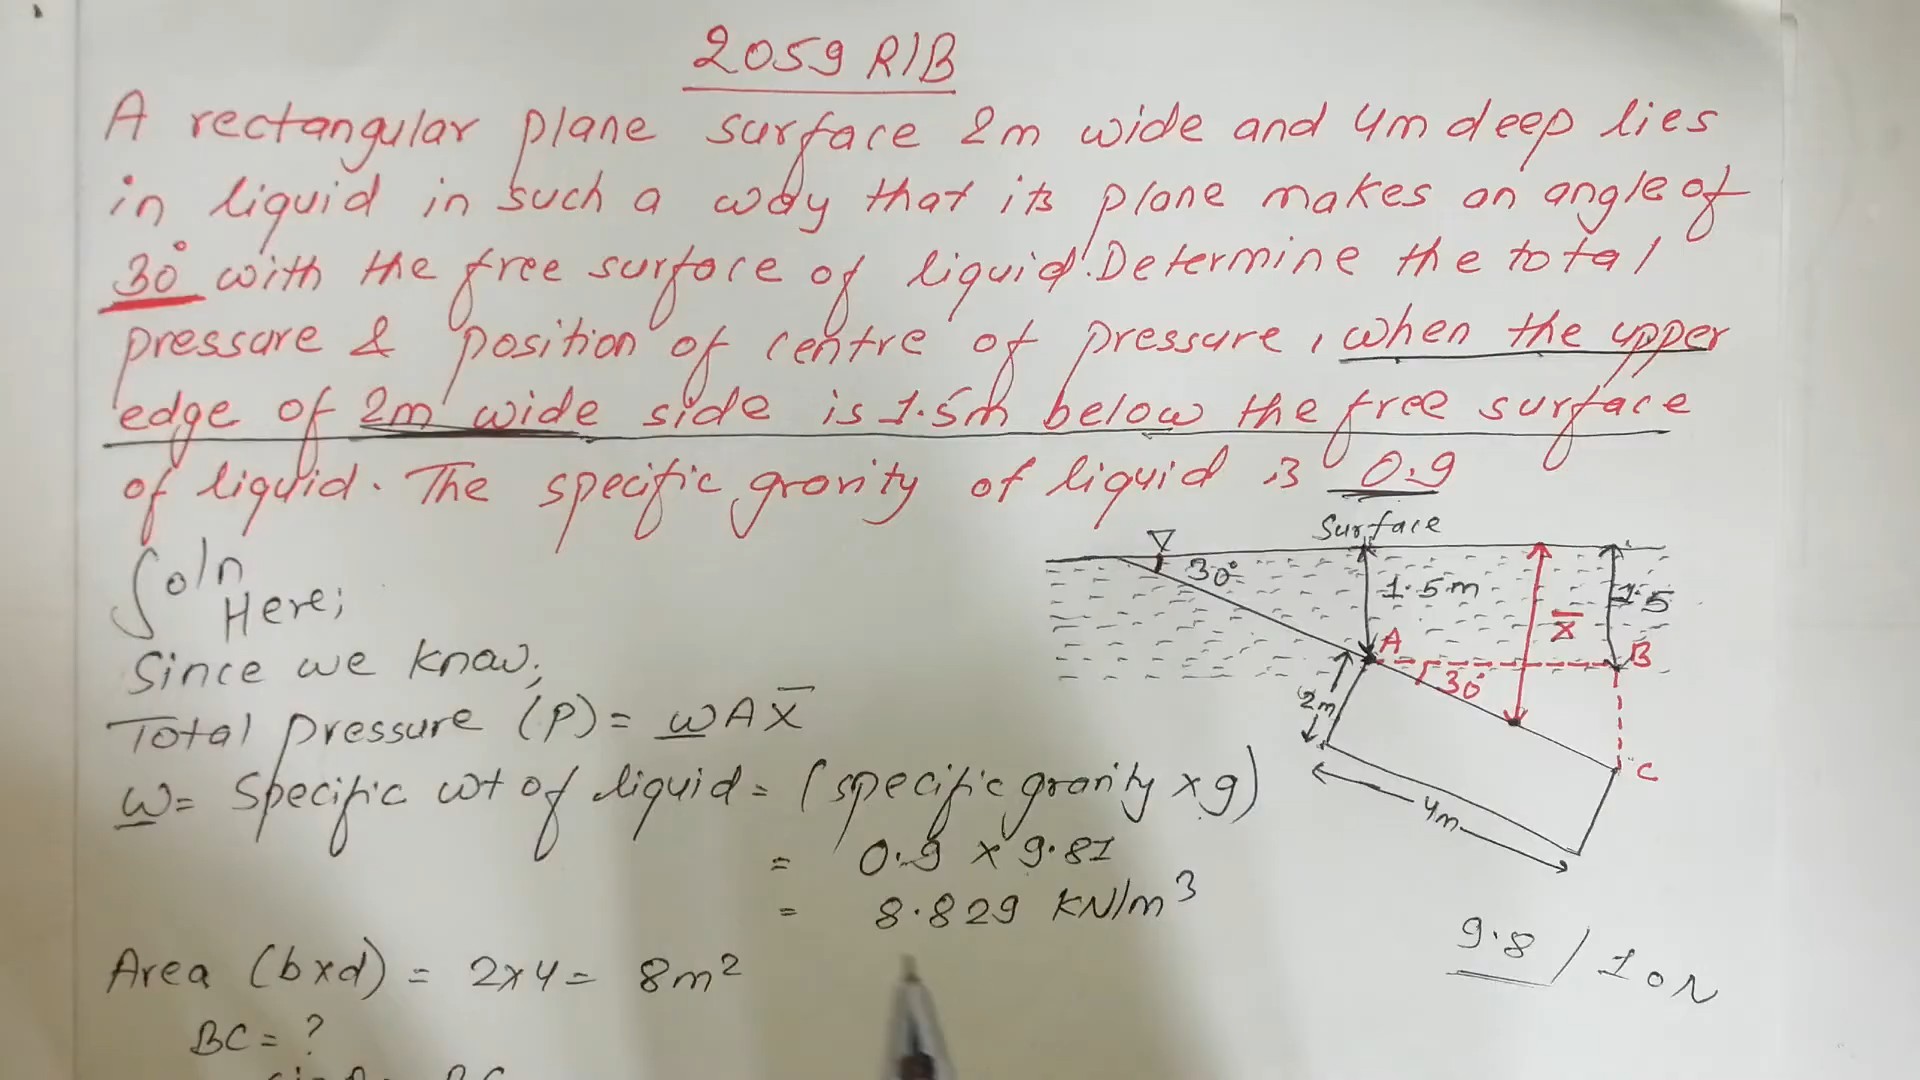 2059 R/B
A rectangular plane surface 2m wide and 4m deep lies
in liquid in such a way that its plane makes an angle of
30° with the free surface of liquid. Determine the total
pressure & position of centre of pressure, when the upper
edge of 2m wide side is 1.5m below the free surface
of liquid. The specific gravity of liquid is 0.9
Surface
30°
1.5m
x̄
1.5
A
B
30°
2m
C
4m
Soln
Here;
Since we know;
Total pressure (P) = wAx̄
w = Specific wt of liquid = (specific gravity x g)
= 0.9 x 9.81
= 8.829 KN/m³
9.8 / 10N
Area (bxd) = 2x4 = 8m²
BC = ?